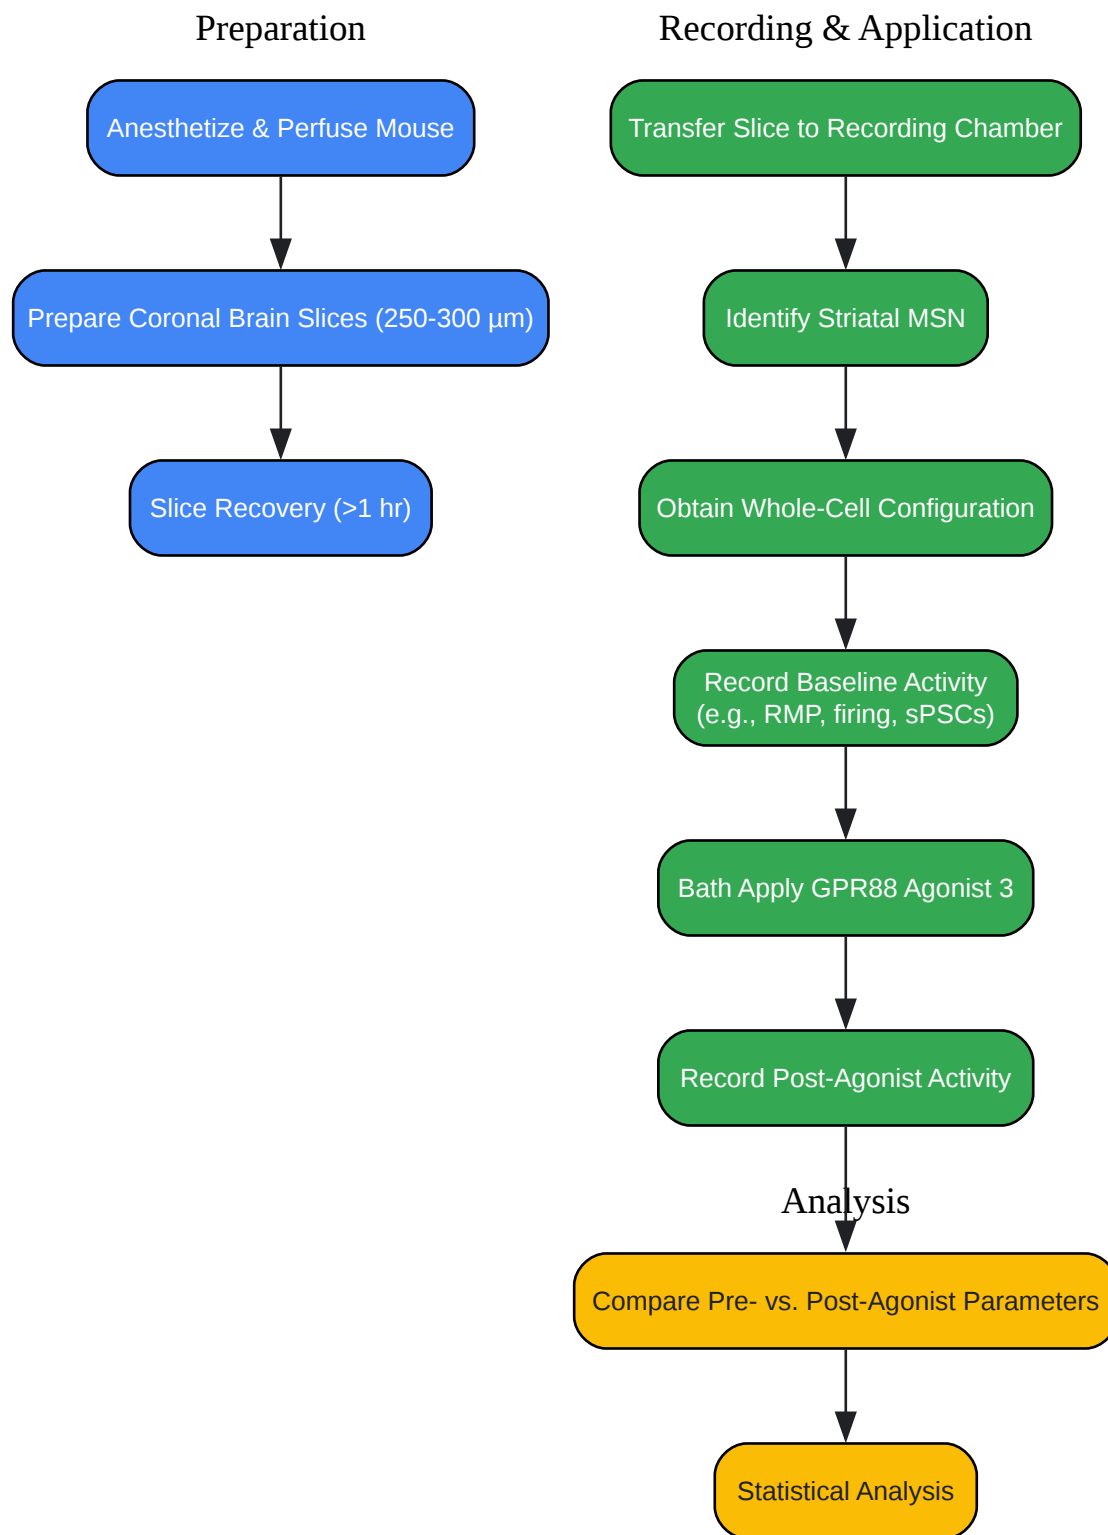 Preparation
Anesthetize & Perfuse Mouse
Prepare Coronal Brain Slices (250-300 µm)
Slice Recovery (>1 hr)
Recording & Application
Transfer Slice to Recording Chamber
Identify Striatal MSN
Obtain Whole-Cell Configuration
Record Baseline Activity
(e.g., RMP, firing, sPSCs)
Bath Apply GPR88 Agonist 3
Record Post-Agonist Activity
Analysis
Compare Pre- vs. Post-Agonist Parameters
Statistical Analysis